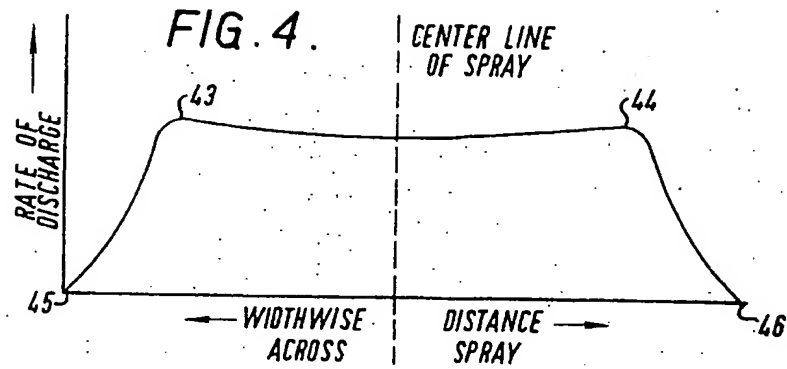 FIG. 4.
CENTER LINE
OF SPRAY
RATE OF
DISCHARGE
43
44
45
46
WIDTHWISE
ACROSS
DISTANCE
SPRAY